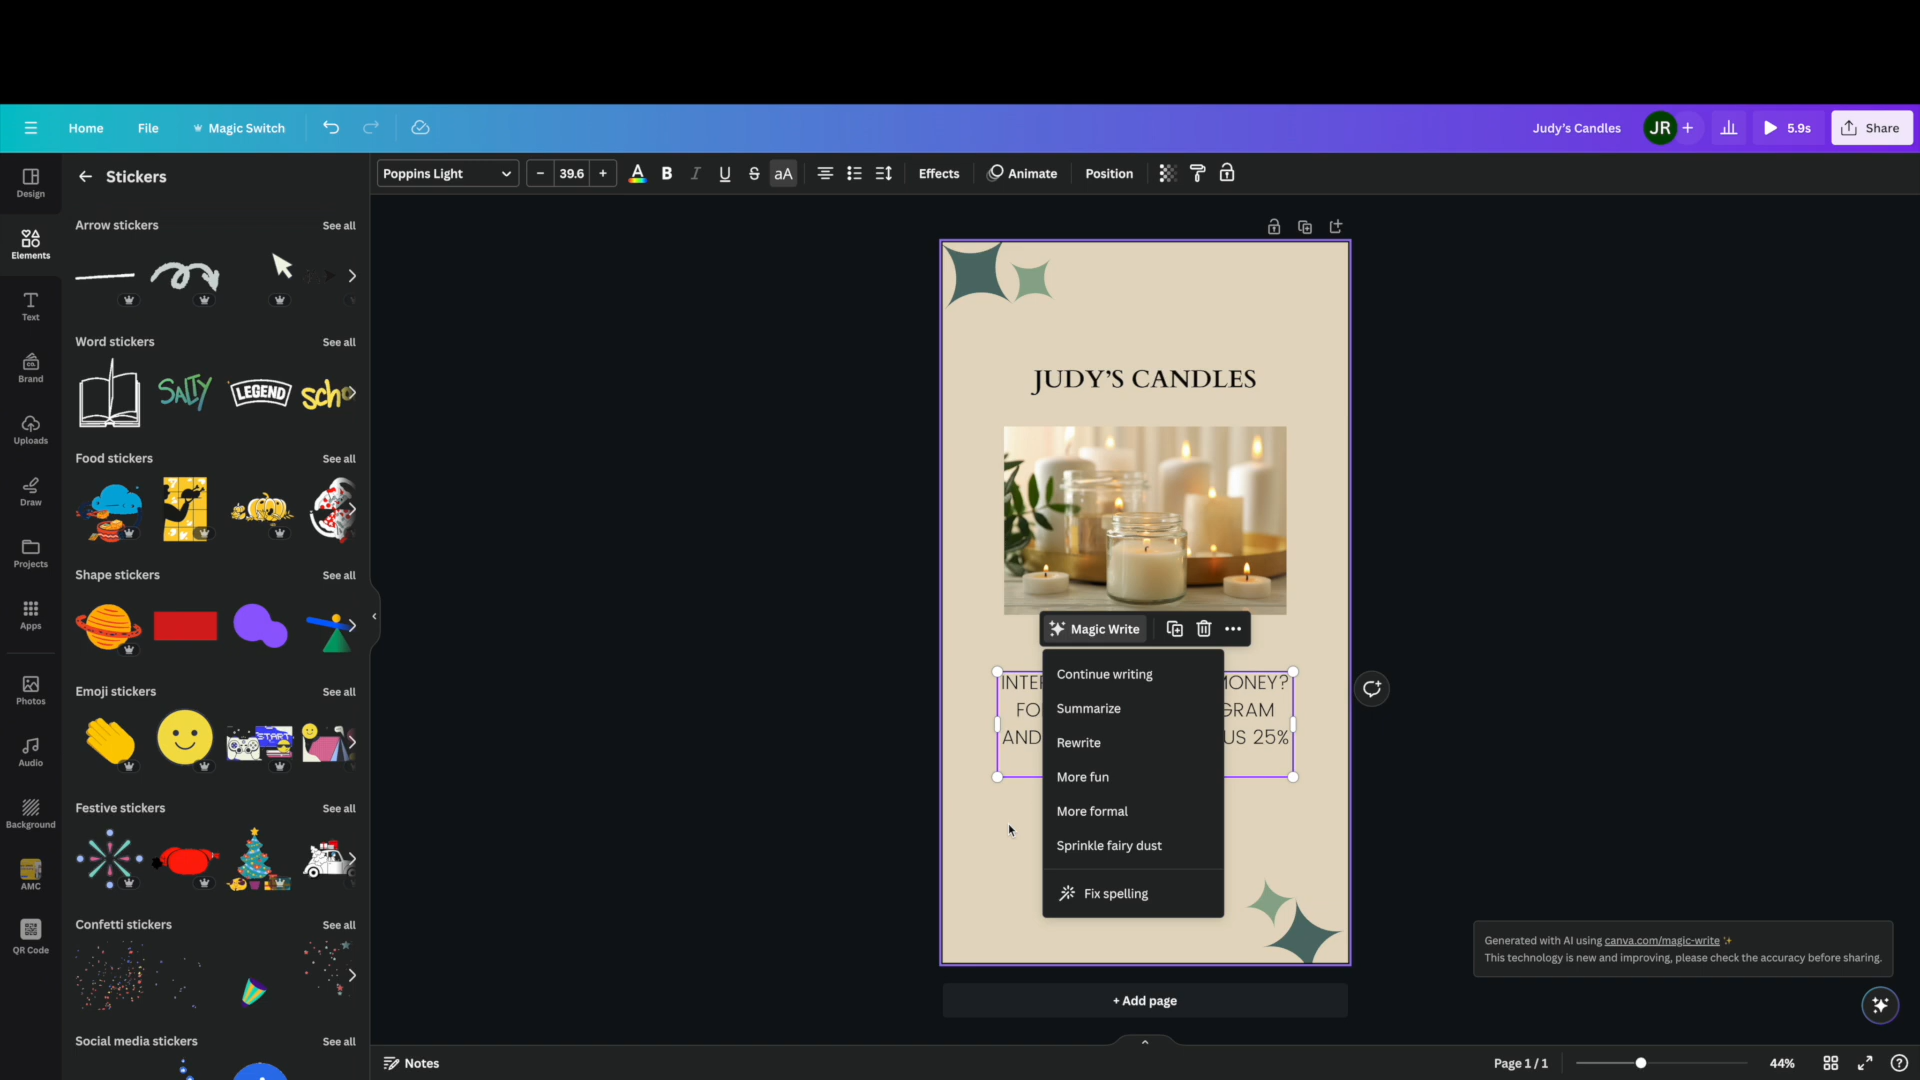 Home
File
Magic Switch
Judy's Candles
JR
+
5.9s
Share
Design
Elements
Text
Brand
Uploads
Draw
Projects
Apps
Photos
Audio
Background
AMC
QR Code
Stickers
Arrow stickers
See all
Word stickers
See all
SALTY
LEGEND
Food stickers
See all
Shape stickers
See all
Emoji stickers
See all
START
Festive stickers
See all
Confetti stickers
See all
Social media stickers
See all
Poppins Light
− 39.6 +
A B I U S aA
Effects
Animate
Position
JUDY'S CANDLES
Magic Write
Continue writing
Summarize
Rewrite
More fun
More formal
Sprinkle fairy dust
Fix spelling
MONEY?
AND 25%
+ Add page
Generated with AI using canva.com/magic-write
This technology is new and improving, please check the accuracy before sharing.
Notes
Page 1 / 1
44%